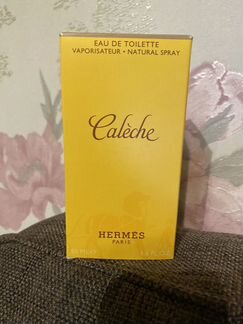 EAU DE TOILETTE
VAPORISATEUR • NATURAL SPRAY
Calèche
HERMÈS
PARIS